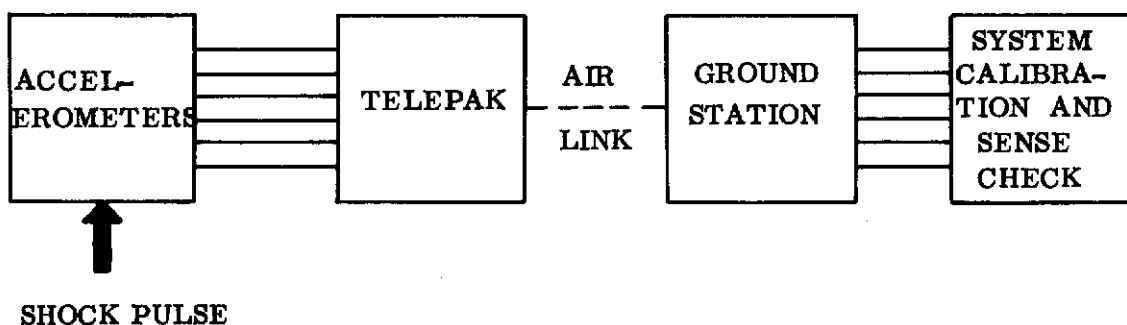 ACCEL-
EROMETERS
TELEPAK
AIR
LINK
GROUND
STATION
SYSTEM
CALIBRA-
TION AND
SENSE
CHECK
SHOCK PULSE